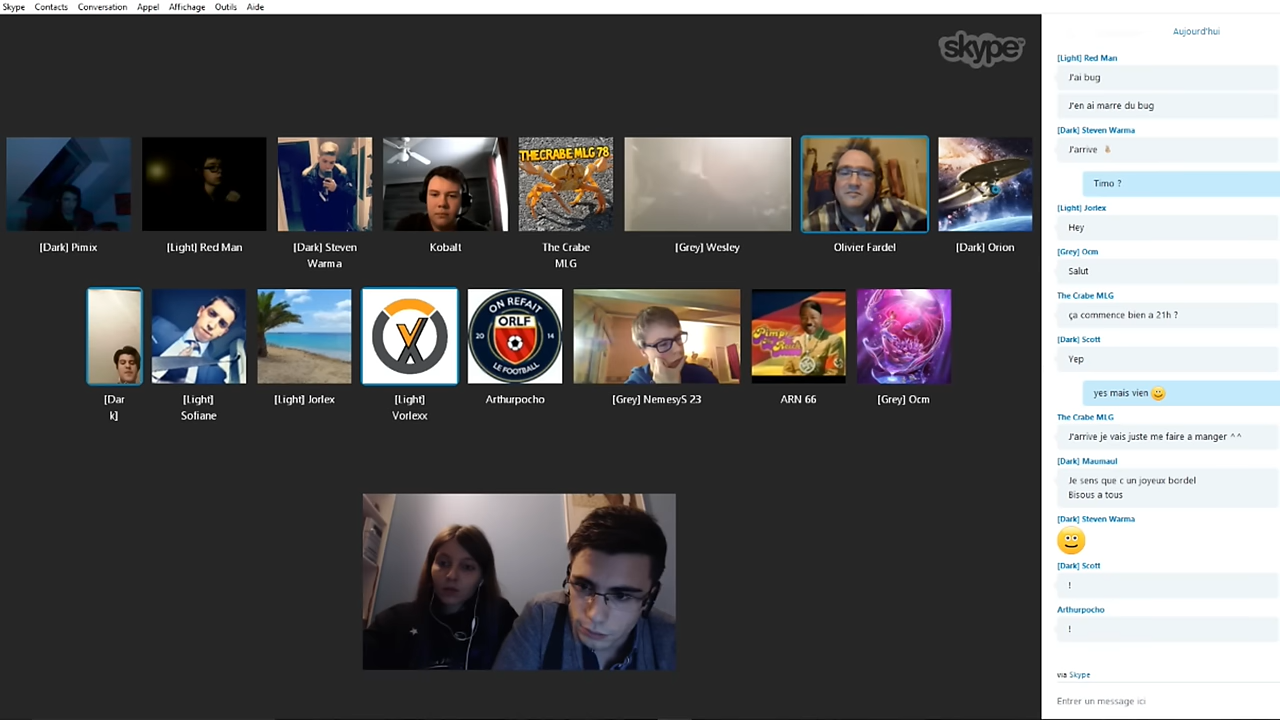 Skype Contacts Conversation Appel Affichage Outils Aide
skype™
THE CRABE MLG 78
[Dark] Pimix
[Light] Red Man
[Dark] Steven
Warma
Kobalt
The Crabe
MLG
[Grey] Wesley
Olivier Fardel
[Dark] Orion
ON REFAIT
ORLF
20 14
LE FOOTBALL
[Dar
k]
[Light]
Sofiane
[Light] Jorlex
[Light]
Vorlexx
Arthurpocho
[Grey] NemesyS 23
ARN 66
[Grey] Ocm
Aujourd'hui
[Light] Red Man
J'ai bug
J'en ai marre du bug
[Dark] Steven Warma
J'arrive
Timo ?
[Light] Jorlex
Hey
[Grey] Ocm
Salut
The Crabe MLG
ça commence bien a 21h ?
[Dark] Scott
Yep
yes mais vien
The Crabe MLG
J'arrive je vais juste me faire a manger ^^
[Dark] Maumaul
Je sens que c un joyeux bordel
Bisous a tous
[Dark] Steven Warma
[Dark] Scott
!
Arthurpocho
!
via Skype
Entrer un message ici